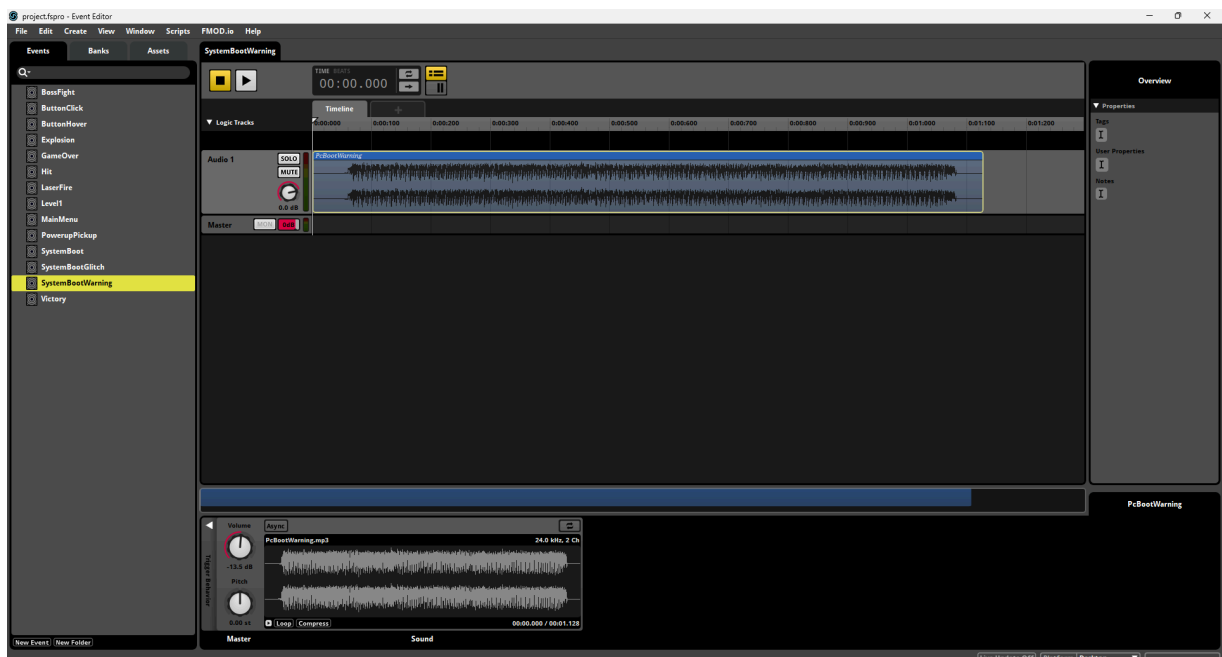 project.fspro - Event Editor
File Edit Create View Window Scripts FMOD.io Help
Events Banks Assets
SystemBootWarning
BossFight
ButtonClick
ButtonHover
Explosion
GameOver
Hit
LaserFire
Level1
MainMenu
PowerupPickup
SystemBoot
SystemBootGlitch
SystemBootWarning
Victory
New Event New Folder
TIME BEATS
00:00.000
Timeline
Logic Tracks
0:00:000 0:00:100 0:00:200 0:00:300 0:00:400 0:00:500 0:00:600 0:00:700 0:00:800 0:00:900 0:01:000 0:01:100 0:01:200
Audio 1
SOLO
MUTE
0.0 dB
PcBootWarning
Master MON 0dB
Overview
Properties
Tags
User Properties
Notes
PcBootWarning
Trigger Behavior
Volume
-13.5 dB
Pitch
0.00 st
Master
Async
PcBootWarning.mp3 24.0 kHz, 2 Ch
Loop Compress 00:00.000 / 00:01.128
Sound